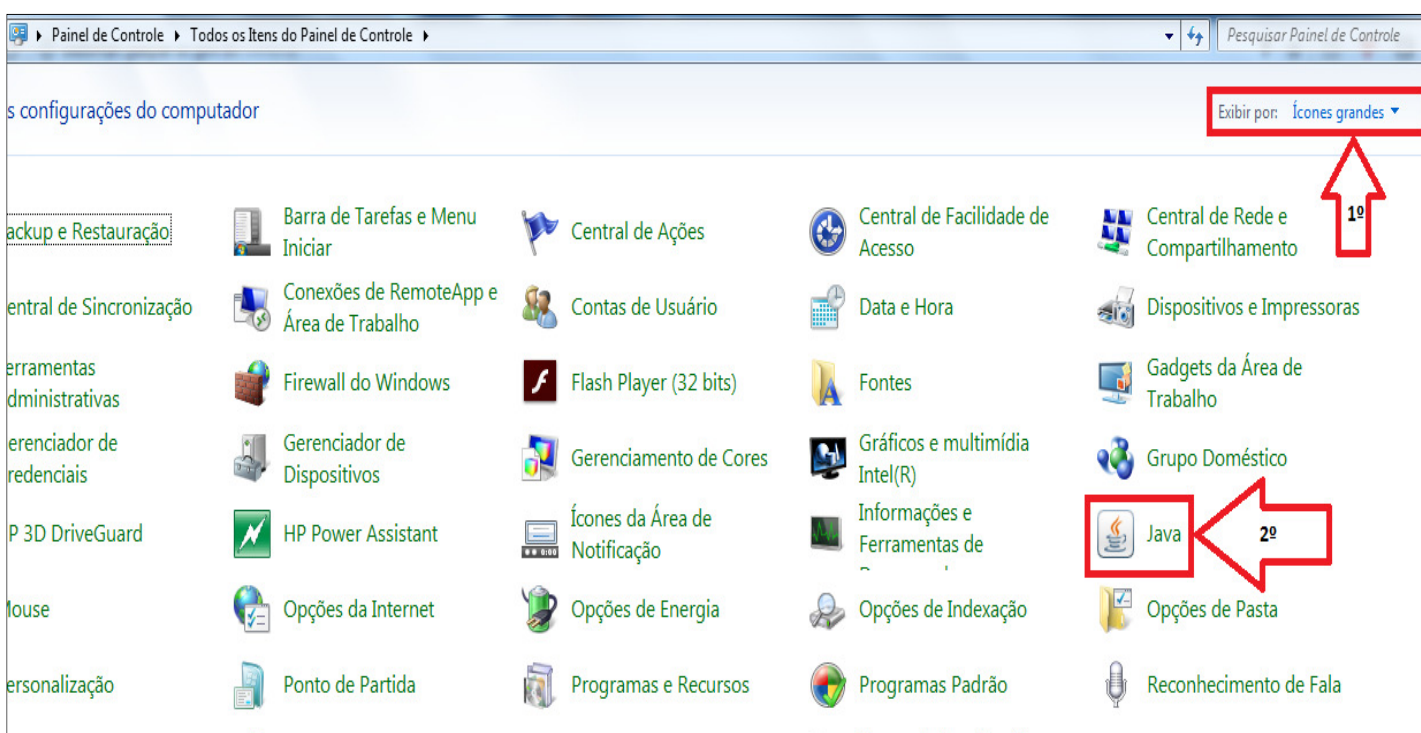 Painel de Controle Todos os Itens do Painel de Controle
Pesquisar Painel de Controle
s configurações do computador
Exibir por: Ícones grandes
1º
ackup e Restauração
Barra de Tarefas e Menu
Iniciar
Central de Ações
Central de Facilidade de
Acesso
Central de Rede e
Compartilhamento
entral de Sincronização
Conexões de RemoteApp e
Área de Trabalho
Contas de Usuário
Data e Hora
Dispositivos e Impressoras
erramentas
dministrativas
Firewall do Windows
Flash Player (32 bits)
Fontes
Gadgets da Área de
Trabalho
erenciador de
redenciais
Gerenciador de
Dispositivos
Gerenciamento de Cores
Gráficos e multimídia
Intel(R)
Grupo Doméstico
P 3D DriveGuard
HP Power Assistant
Ícones da Área de
Notificação
Informações e
Ferramentas de
Java
2º
ouse
Opções da Internet
Opções de Energia
Opções de Indexação
Opções de Pasta
ersonalização
Ponto de Partida
Programas e Recursos
Programas Padrão
Reconhecimento de Fala